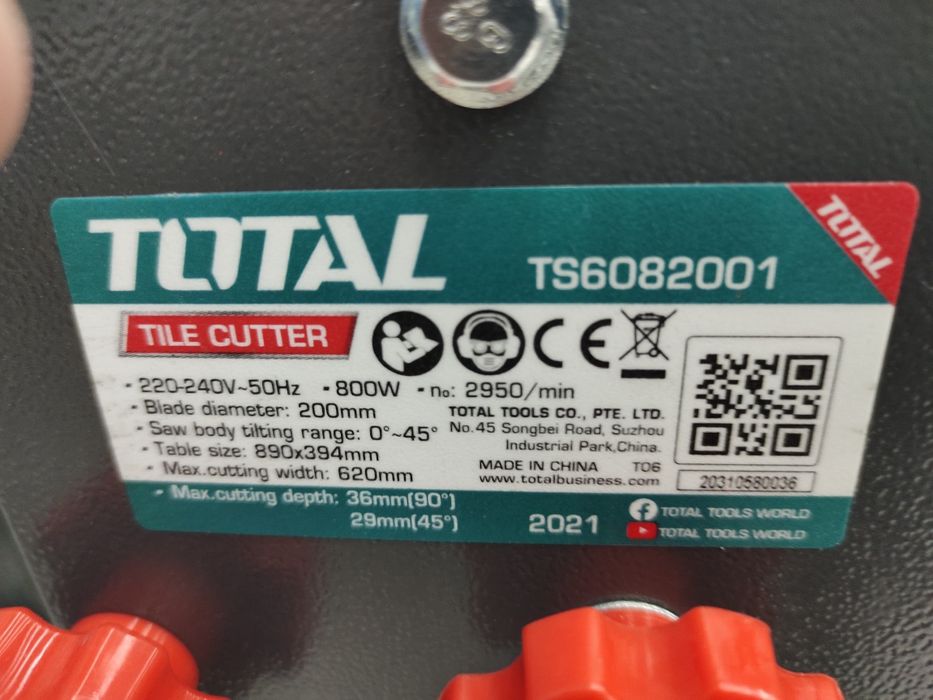 TOTAL
TS6082001
TOTAL
TILE CUTTER
CE
• 220-240V~50Hz • 800W • n₀: 2950/min
• Blade diameter: 200mm
• Saw body tilting range: 0°~45°
• Table size: 890x394mm
• Max.cutting width: 620mm
• Max.cutting depth: 36mm(90°)
29mm(45°)
TOTAL TOOLS CO., PTE. LTD.
No.45 Songbei Road, Suzhou
Industrial Park,China.
MADE IN CHINA T06
www.totalbusiness.com
20310580036
2021
TOTAL TOOLS WORLD
TOTAL TOOLS WORLD